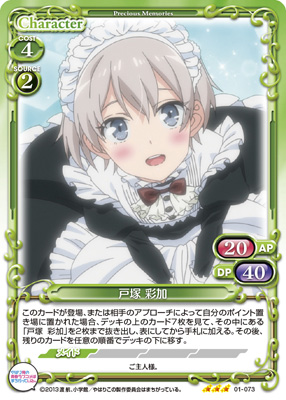 Precious Memories
Character
COST
4
SOURCE
2
20 AP
DP 40
戸塚 彩加
このカードが登場、または相手のアプローチによって自分のポイント置
き場に置かれた場合、デッキの上のカード7枚を見て、その中にある
「戸塚 彩加」を2枚まで抜き出し、表にしてから手札に加える。その後、
残りのカードを任意の順番でデッキの下に移す。
メイド
ご主人様。
©2013 渡 航、小学館／やはりこの製作委員会はまちがっている。
01-073